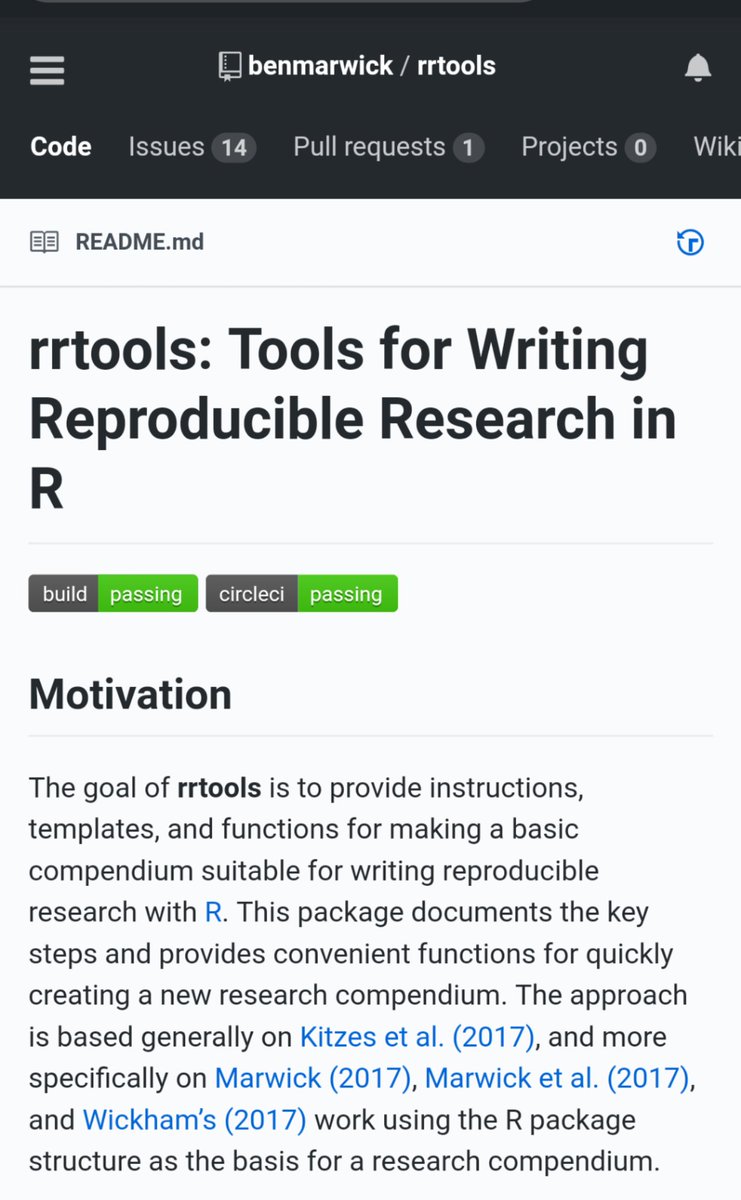 benmarwick / rrtools
Code Issues 14 Pull requests 1 Projects 0 Wiki
README.md
rrtools: Tools for Writing
Reproducible Research in
R
build passing circleci passing
Motivation
The goal of rrtools is to provide instructions,
templates, and functions for making a basic
compendium suitable for writing reproducible
research with R. This package documents the key
steps and provides convenient functions for quickly
creating a new research compendium. The approach
is based generally on Kitzes et al. (2017), and more
specifically on Marwick (2017), Marwick et al. (2017),
and Wickham’s (2017) work using the R package
structure as the basis for a research compendium.